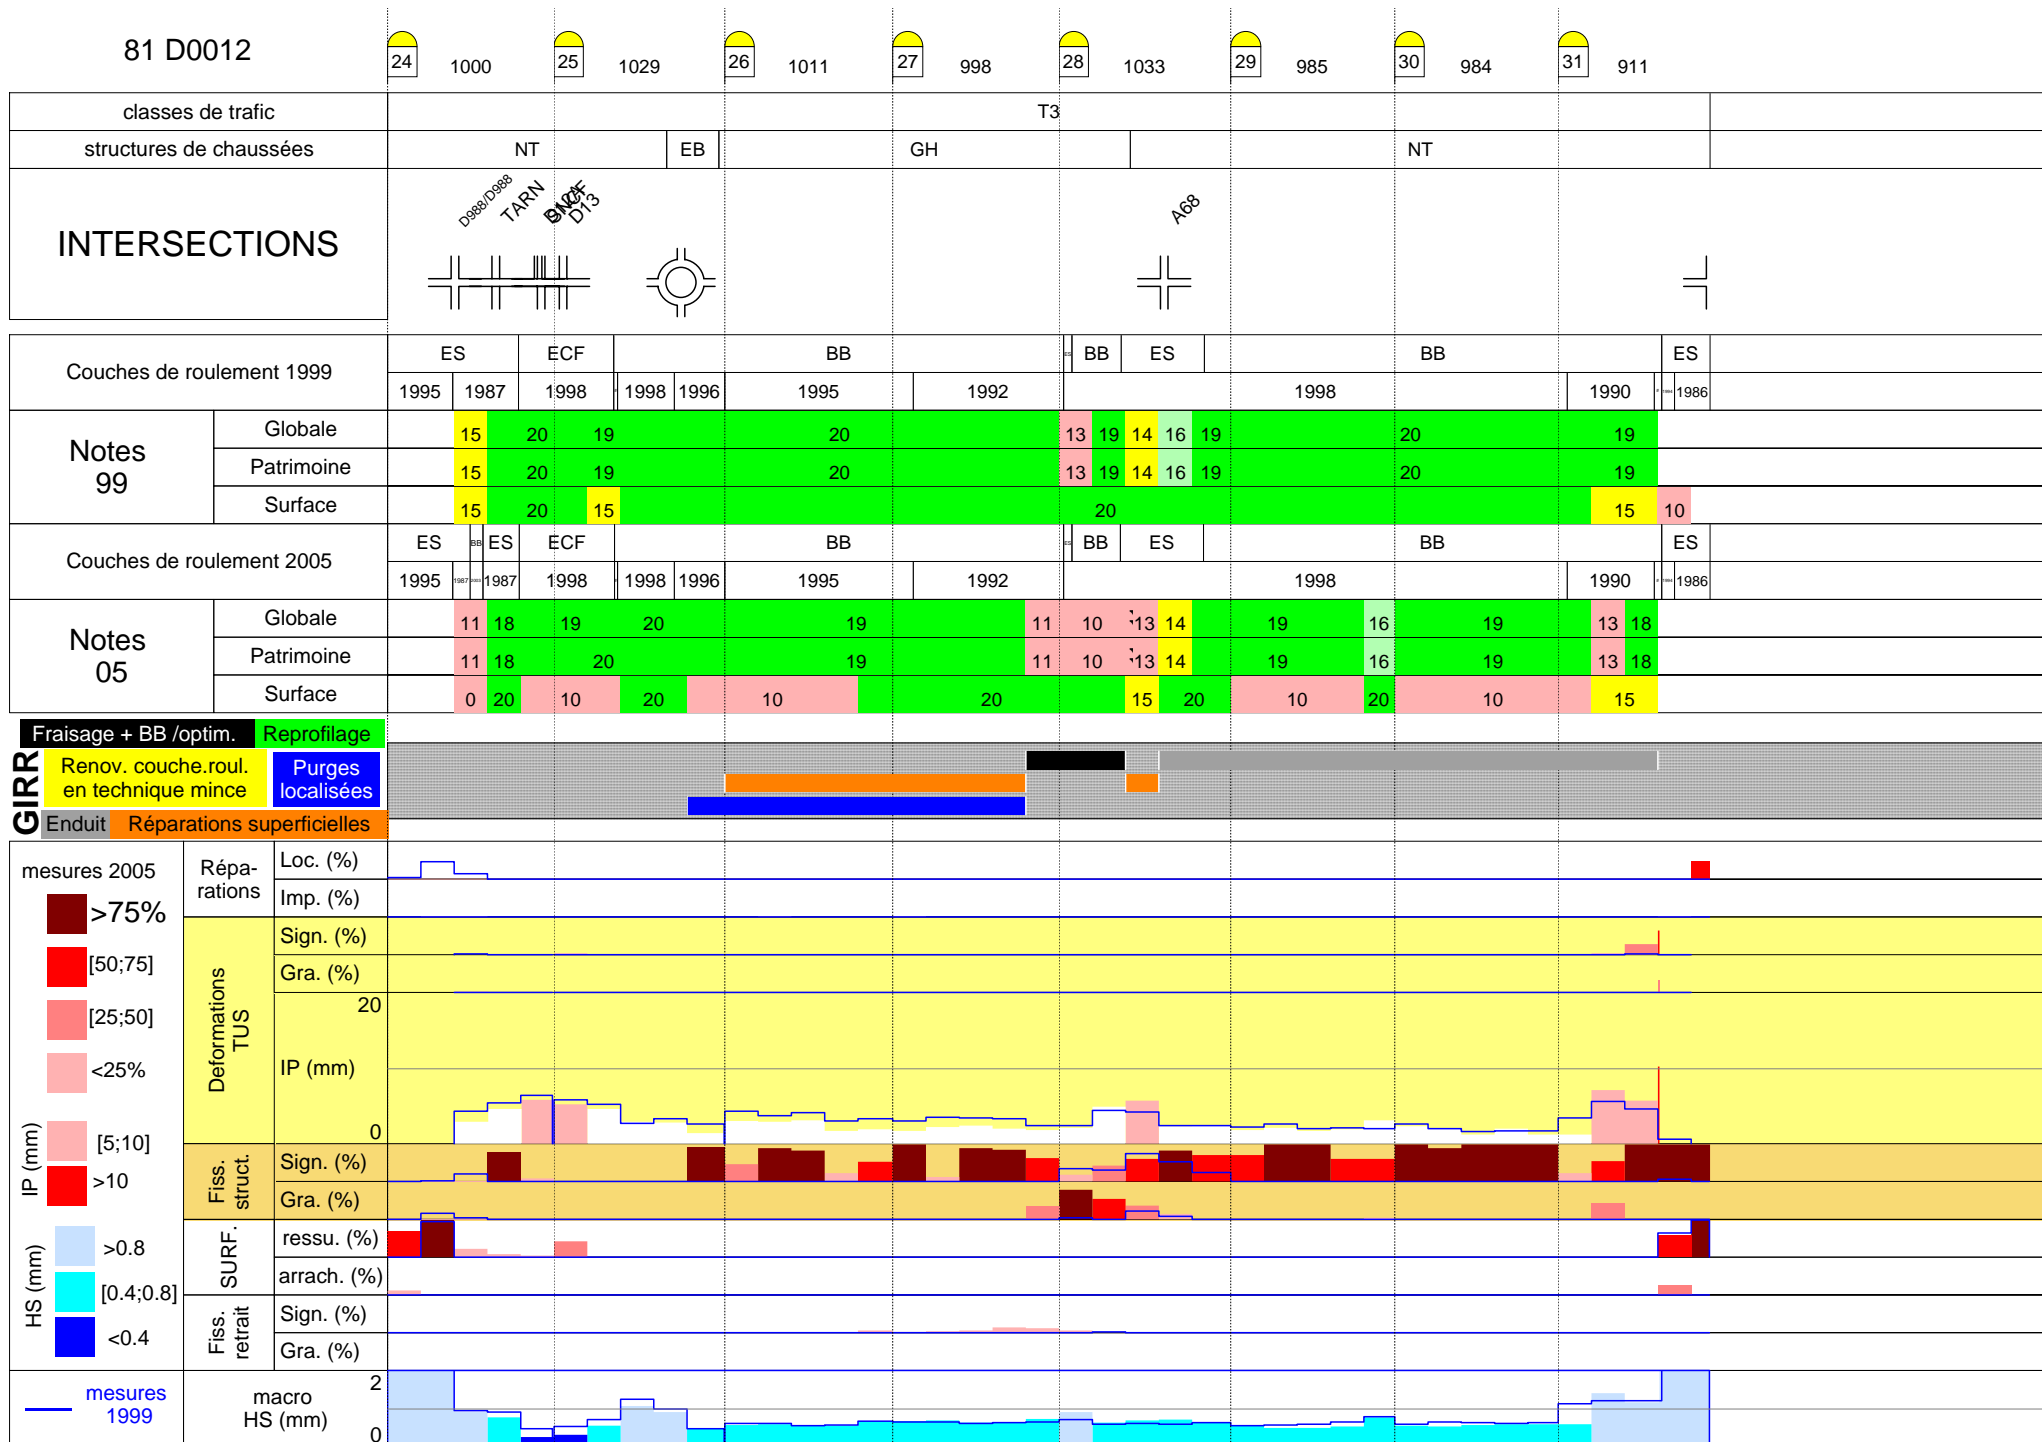 81 D0012
24 1000 25 1029 26 1011 27 998 28 1033 29 985 30 984 31 911
classes de trafic T3
structures de chaussées NT EB GH NT
INTERSECTIONS
D988/D988 TARN SNCF D13 A68
Couches de roulement 1999
ES ECF BB ES BB ES BB ES
1995 1987 1998 1998 1996 1995 1992 1998 1990 1986
Notes 99
Globale 15 20 19 20 13 19 14 16 19 20 19
Patrimoine 15 20 19 20 13 19 14 16 19 20 19
Surface 15 20 15 20 15 10
Couches de roulement 2005
ES BB ES ECF BB ES BB ES BB ES
1995 1987 1987 1998 1998 1996 1995 1992 1998 1990 1986
Notes 05
Globale 11 18 19 20 19 11 10 13 14 19 16 19 13 18
Patrimoine 11 18 20 19 11 10 13 14 19 16 19 13 18
Surface 0 20 10 20 10 20 15 20 10 20 10 15
GIRR
Fraisage + BB /optim. Reprofilage
Renov. couche.roul.
en technique mince
Purges
localisées
Enduit Réparations superficielles
mesures 2005
>75%
[50;75]
[25;50]
<25%
IP (mm)
[5;10]
>10
HS (mm)
>0.8
[0.4;0.8]
<0.4
mesures
1999
Répa-
rations
Loc. (%)
Imp. (%)
Deformations
TUS
Sign. (%)
Gra. (%)
20
IP (mm)
0
Fiss.
struct.
Sign. (%)
Gra. (%)
SURF.
ressu. (%)
arrach. (%)
Fiss.
retrait
Sign. (%)
Gra. (%)
macro
HS (mm)
2
0